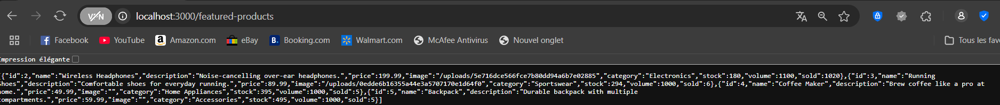 VPN
localhost:3000/featured-products
Facebook YouTube Amazon.com eBay Booking.com Walmart.com McAfee Antivirus Nouvel onglet Tous les favo
Impression élégante
[{"id":2,"name":"Wireless Headphones","description":"Noise-cancelling over-ear headphones.","price":199.99,"image":"/uploads/5e716dce566fce7b80dd94a6b7e02885","category":"Electronics","stock":180,"volume":1100,"sold":1020},{"id":3,"name":"Running
Shoes","description":"Comfortable shoes for everyday running.","price":89.99,"image":"/uploads/0edde6b16355a44e3a5707170e1d64f0","category":"Sportswear","stock":294,"volume":1000,"sold":6},{"id":4,"name":"Coffee Maker","description":"Brew coffee like a pro at
home.","price":49.99,"image":"","category":"Home Appliances","stock":395,"volume":1000,"sold":5},{"id":5,"name":"Backpack","description":"Durable backpack with multiple
compartments.","price":59.99,"image":"","category":"Accessories","stock":495,"volume":1000,"sold":5}]